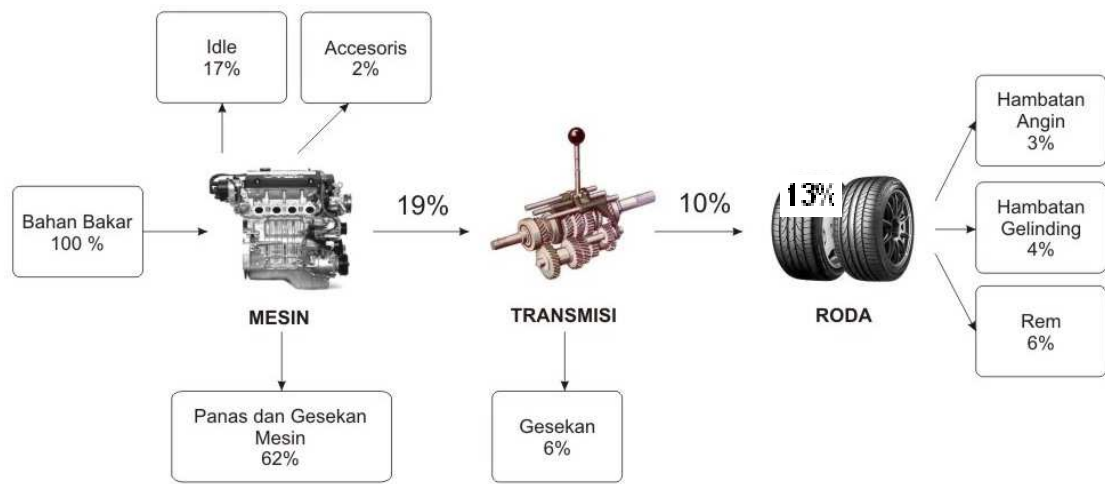 Idle
17%
Accesoris
2%
Bahan Bakar
100 %
19%
10%
13%
Hambatan
Angin
3%
Hambatan
Gelinding
4%
Rem
6%
MESIN
TRANSMISI
RODA
Panas dan Gesekan
Mesin
62%
Gesekan
6%